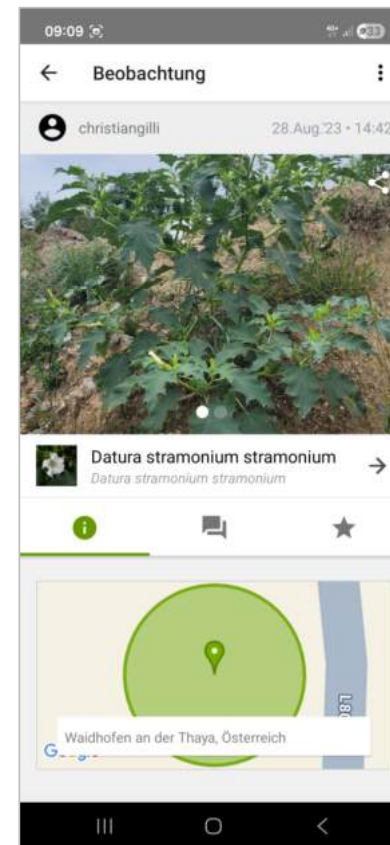 09:09
Beobachtung
christiangilli
28.Aug.'23 • 14:42
Datura stramonium stramonium
Datura stramonium stramonium
Waidhofen an der Thaya, Österreich